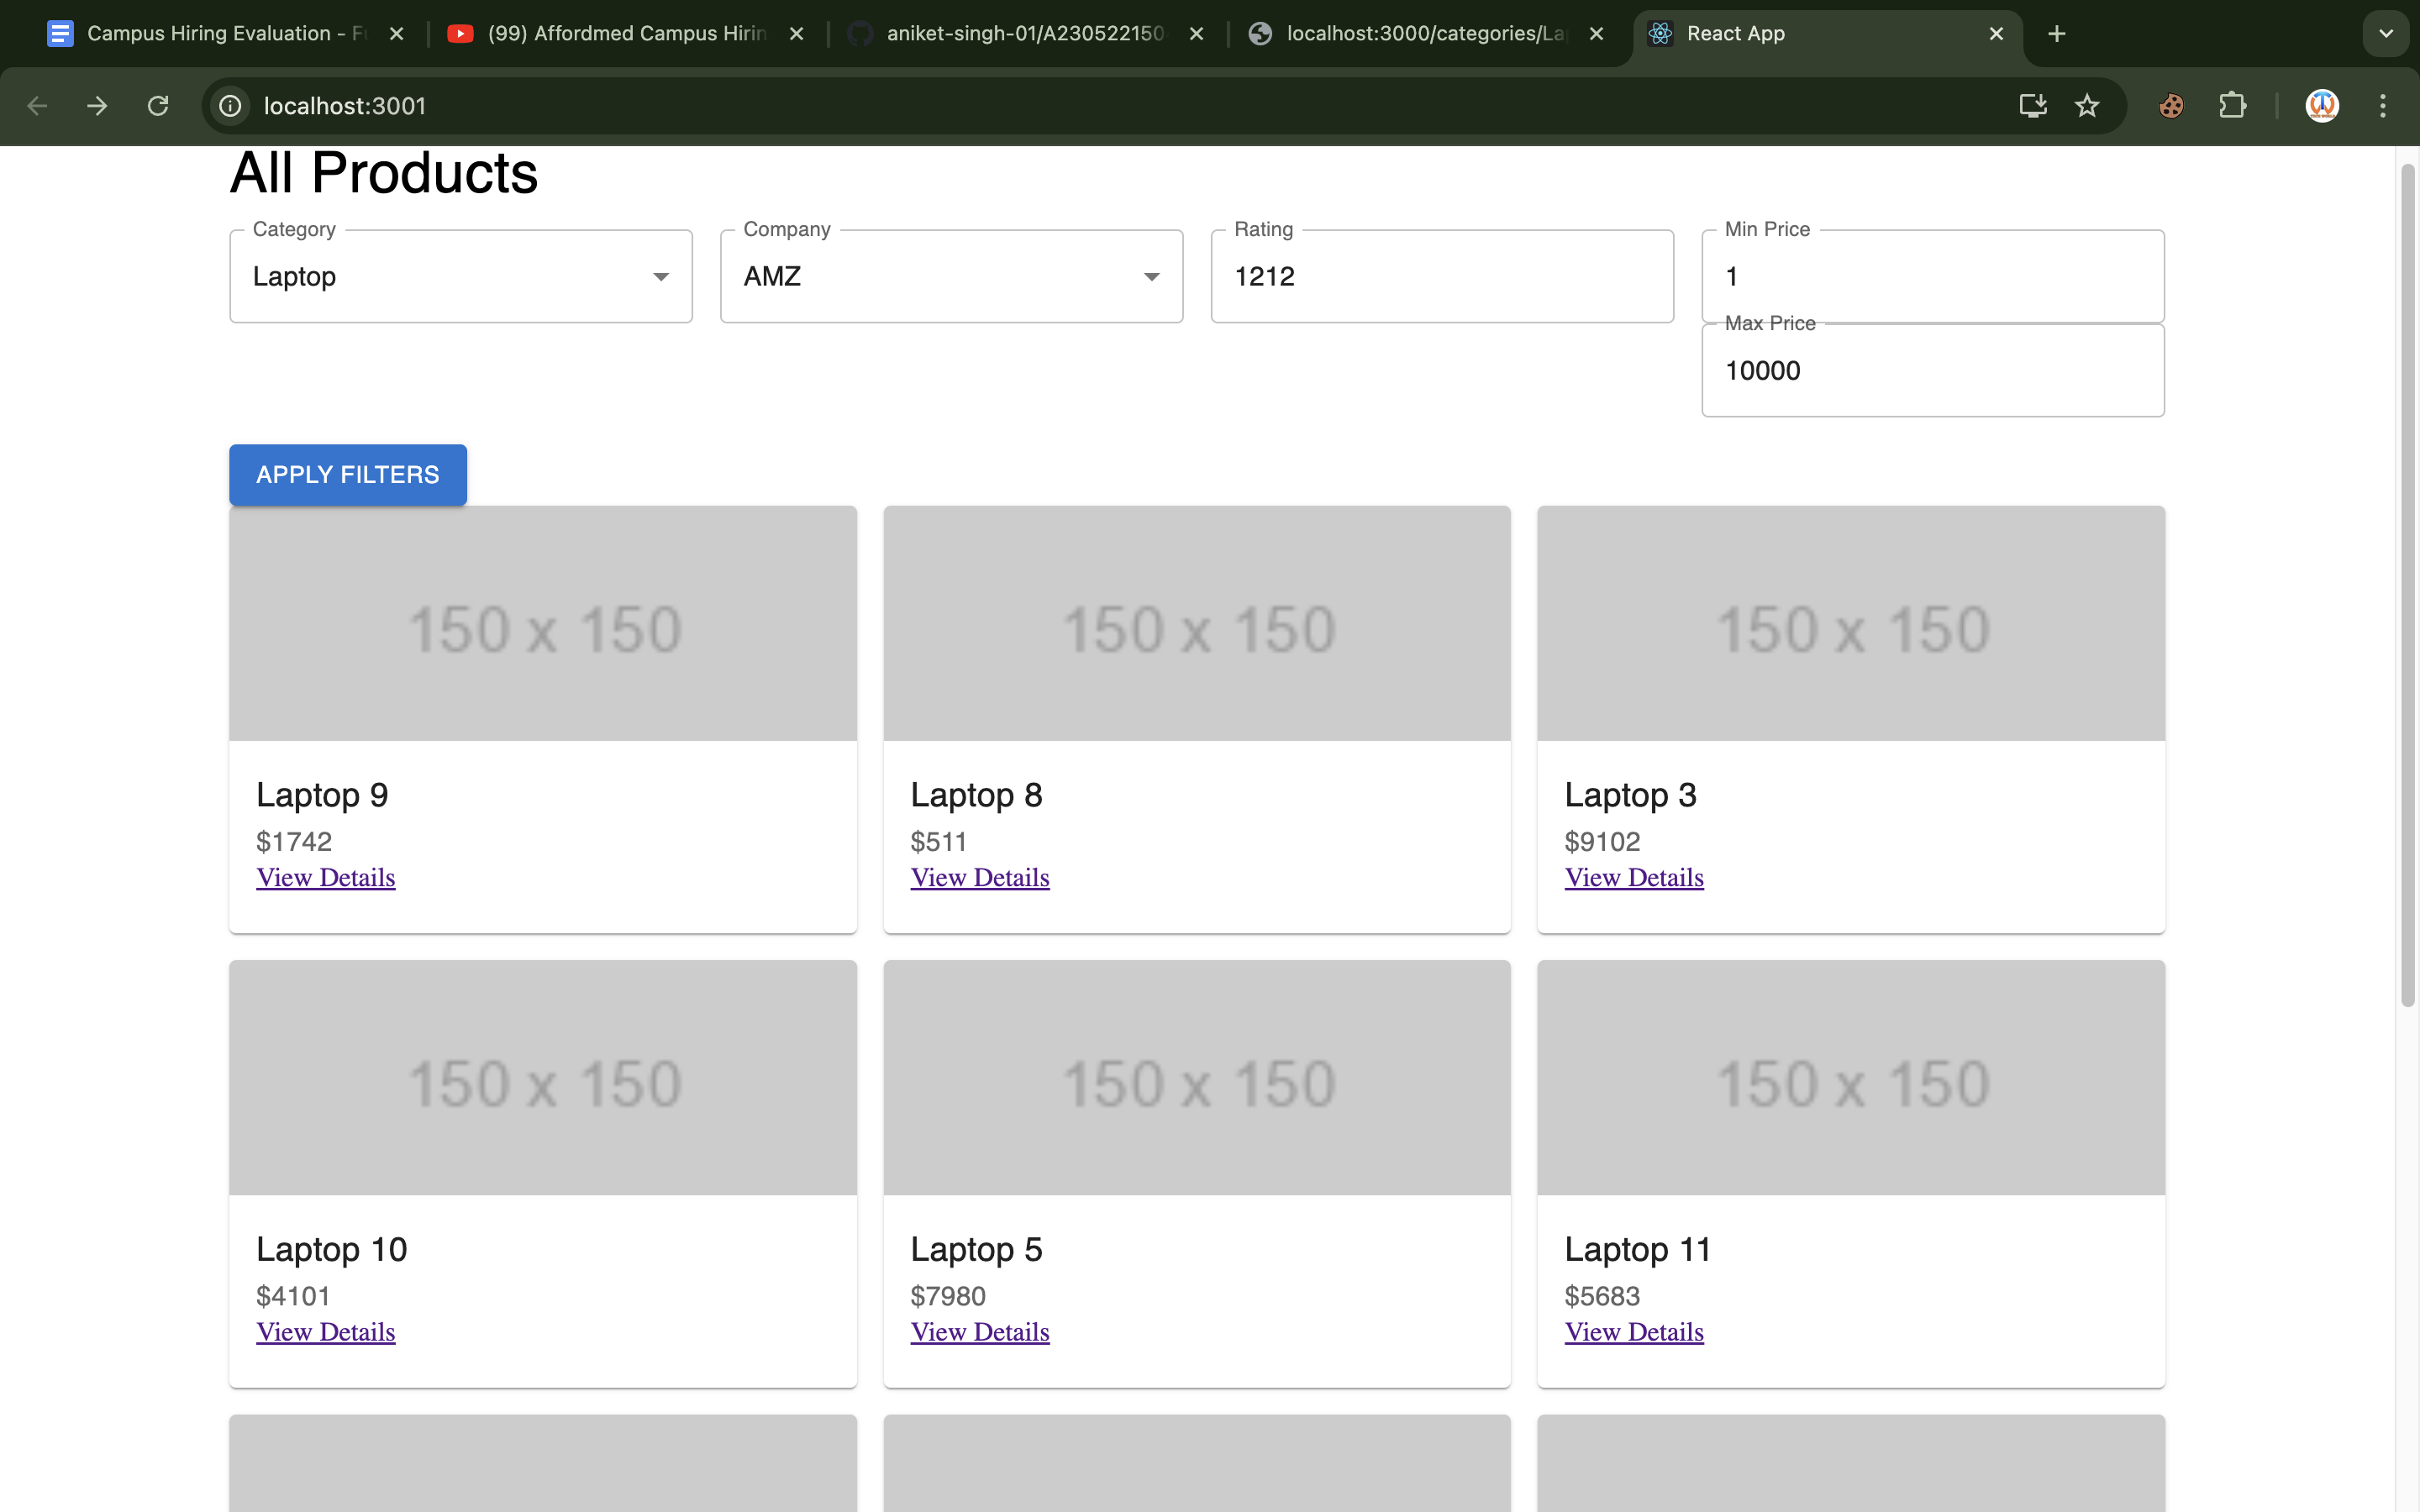 Campus Hiring Evaluation - Fu
(99) Affordmed Campus Hirin
aniket-singh-01/A230522150
localhost:3000/categories/La
React App
localhost:3001
All Products
Category
Laptop
Company
AMZ
Rating
1212
Min Price
1
Max Price
10000
APPLY FILTERS
150 x 150
150 x 150
150 x 150
Laptop 9
$1742
View Details
Laptop 8
$511
View Details
Laptop 3
$9102
View Details
150 x 150
150 x 150
150 x 150
Laptop 10
$4101
View Details
Laptop 5
$7980
View Details
Laptop 11
$5683
View Details